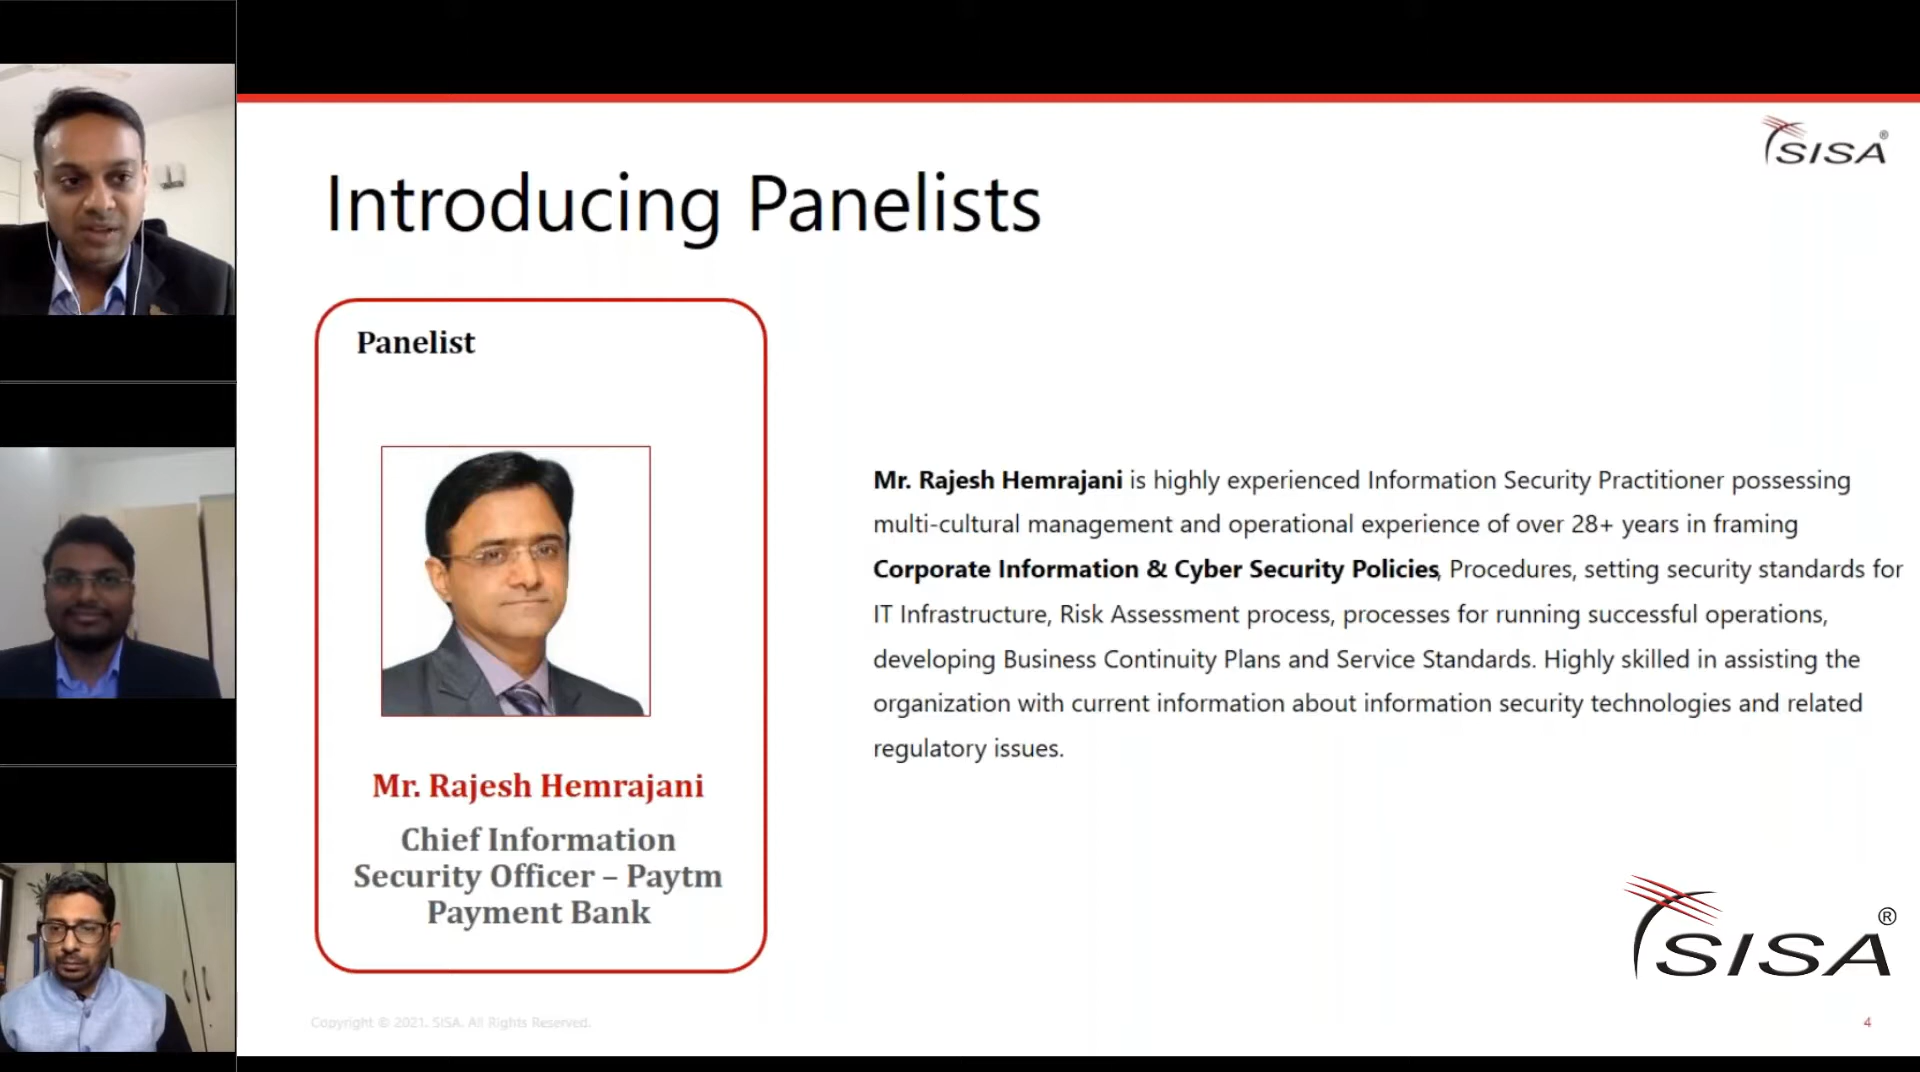 SISA®
Introducing Panelists
Panelist
Mr. Rajesh Hemrajani
Chief Information
Security Officer – Paytm
Payment Bank
Mr. Rajesh Hemrajani is highly experienced Information Security Practitioner possessing
multi-cultural management and operational experience of over 28+ years in framing
Corporate Information & Cyber Security Policies, Procedures, setting security standards for
IT Infrastructure, Risk Assessment process, processes for running successful operations,
developing Business Continuity Plans and Service Standards. Highly skilled in assisting the
organization with current information about information security technologies and related
regulatory issues.
SISA®
Copyright © 2021. SISA. All Rights Reserved.
4